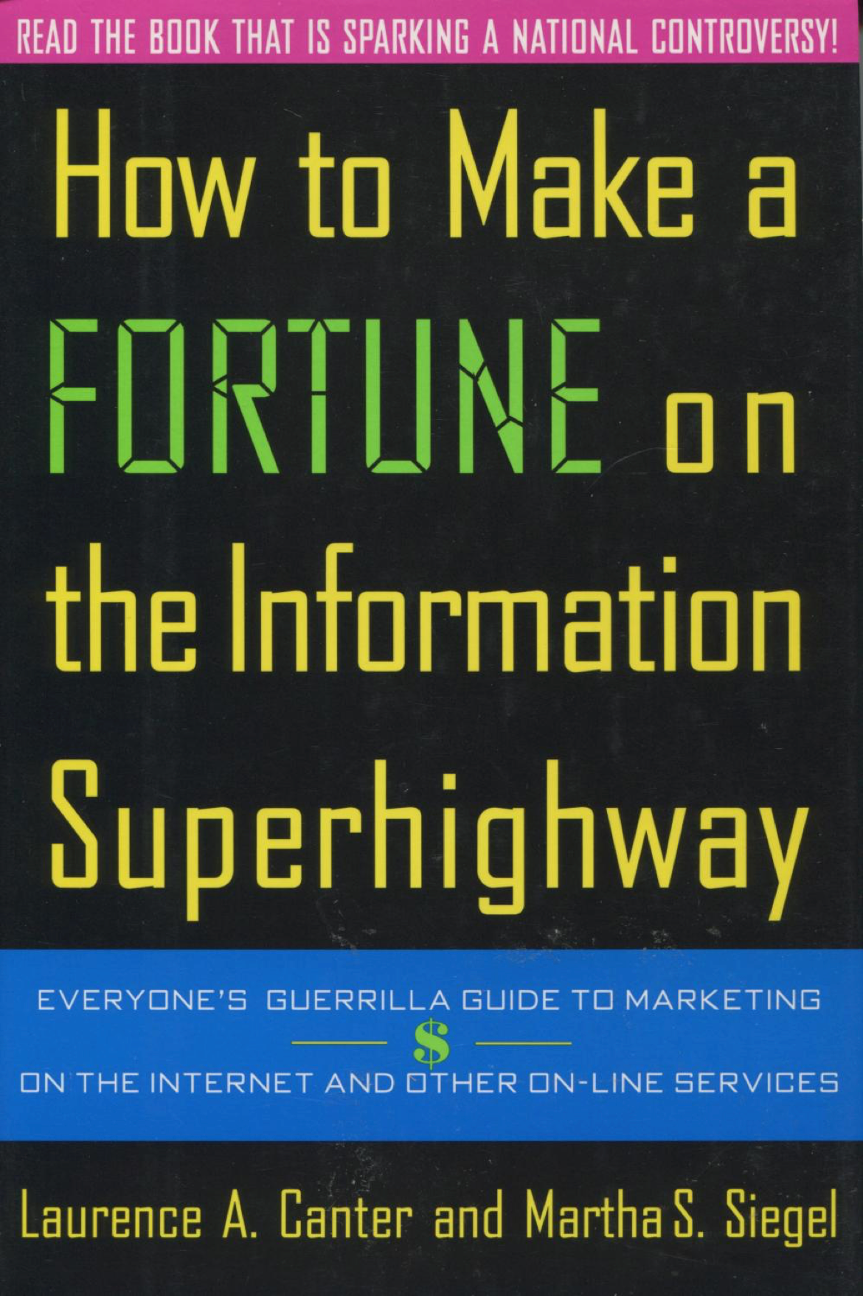 READ THE BOOK THAT IS SPARKING A NATIONAL CONTROVERSY!
How to Make a
FORTUNE on
the Information
Superhighway
EVERYONE'S GUERRILLA GUIDE TO MARKETING
$
ON THE INTERNET AND OTHER ON-LINE SERVICES
Laurence A. Canter and Martha S. Siegel